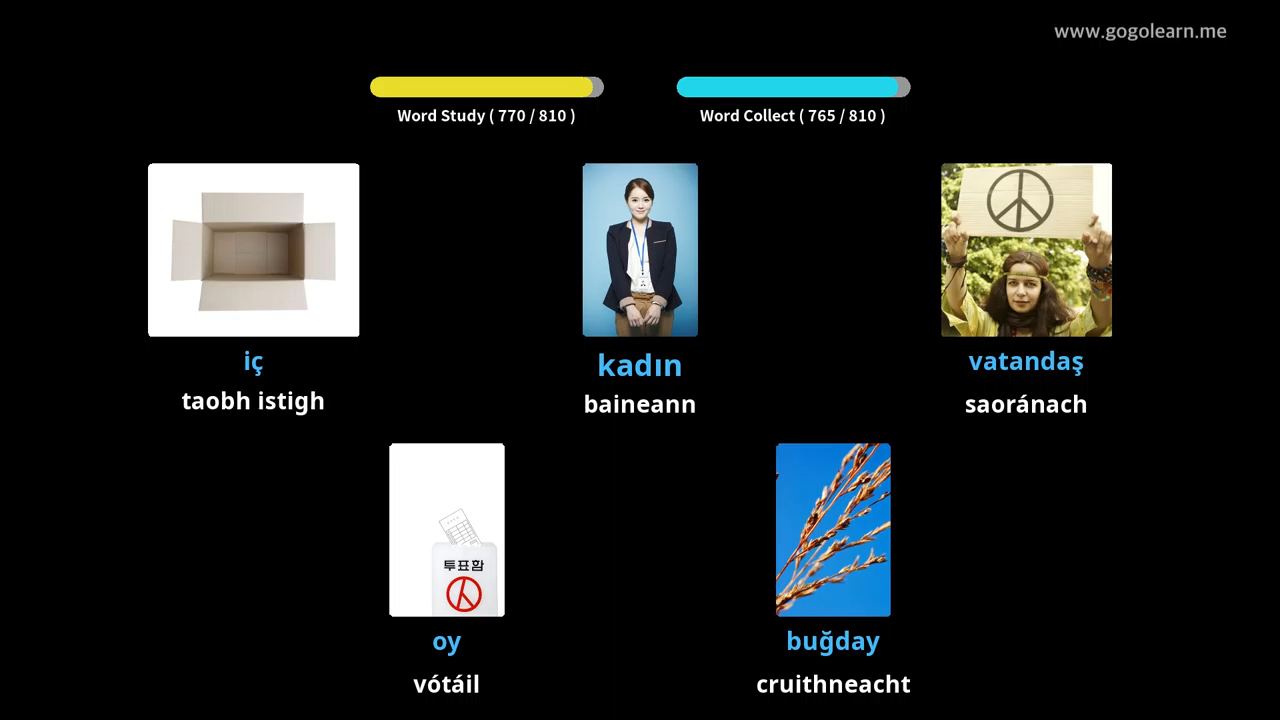 www.gogolearn.me
Word Study ( 770 / 810 )
Word Collect ( 765 / 810 )
iç
taobh istigh
kadın
baineann
vatandaş
saoránach
투표함
oy
vótáil
buğday
cruithneacht